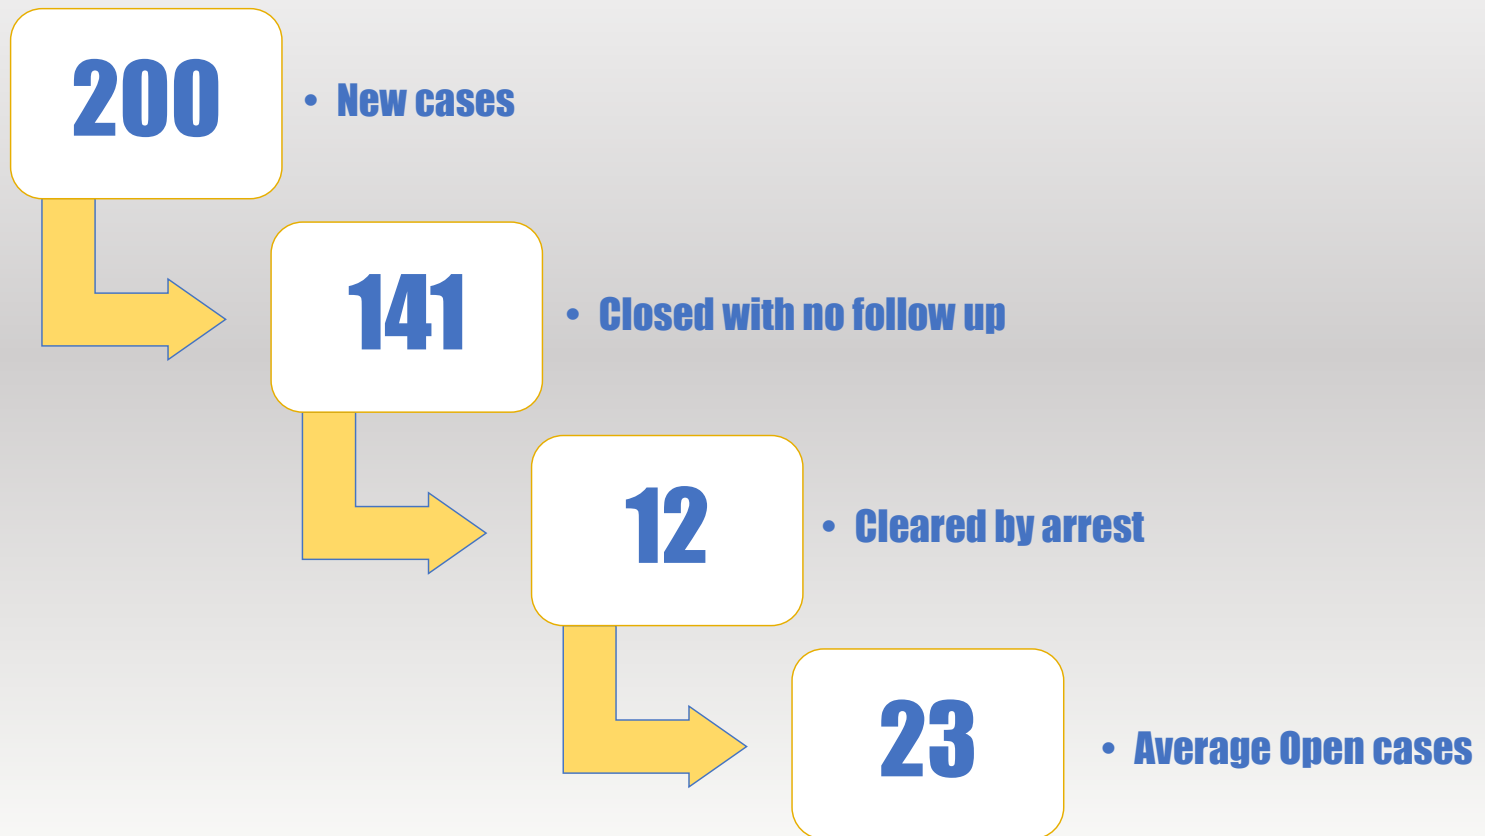 200
• New cases
141
• Closed with no follow up
12
• Cleared by arrest
23
• Average Open cases